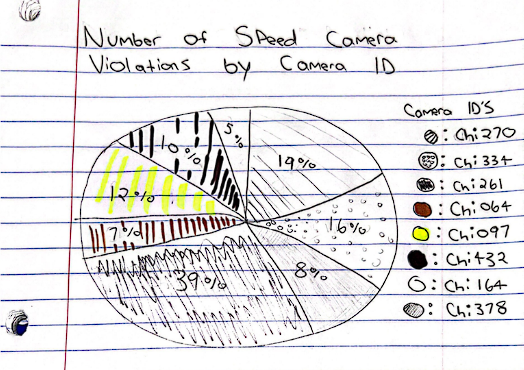 Number of Speed Camera
Violations by Camera ID
Camera ID'S
: Chi270
: Chi334
: Chi261
: Chi064
: Chi097
: Chi432
: Chi164
: Chi378
5%
10%
19%
12%
16%
7%
8%
39%